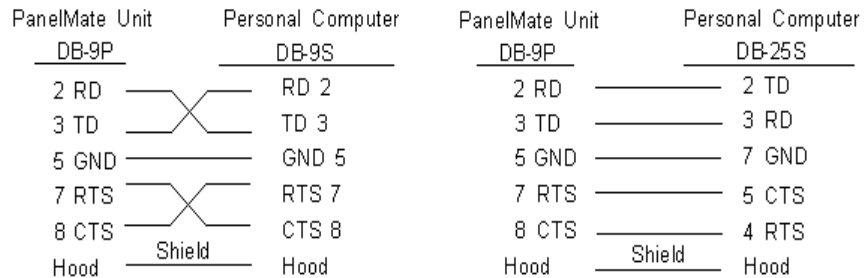 PanelMate Unit Personal Computer PanelMate Unit Personal Computer
DB-9P DB-9S DB-9P DB-25S
2 RD RD 2 2 RD 2 TD
3 TD TD 3 3 TD 3 RD
5 GND GND 5 5 GND 7 GND
7 RTS RTS 7 7 RTS 5 CTS
8 CTS CTS 8 8 CTS 4 RTS
Hood Shield Hood Hood Shield Hood